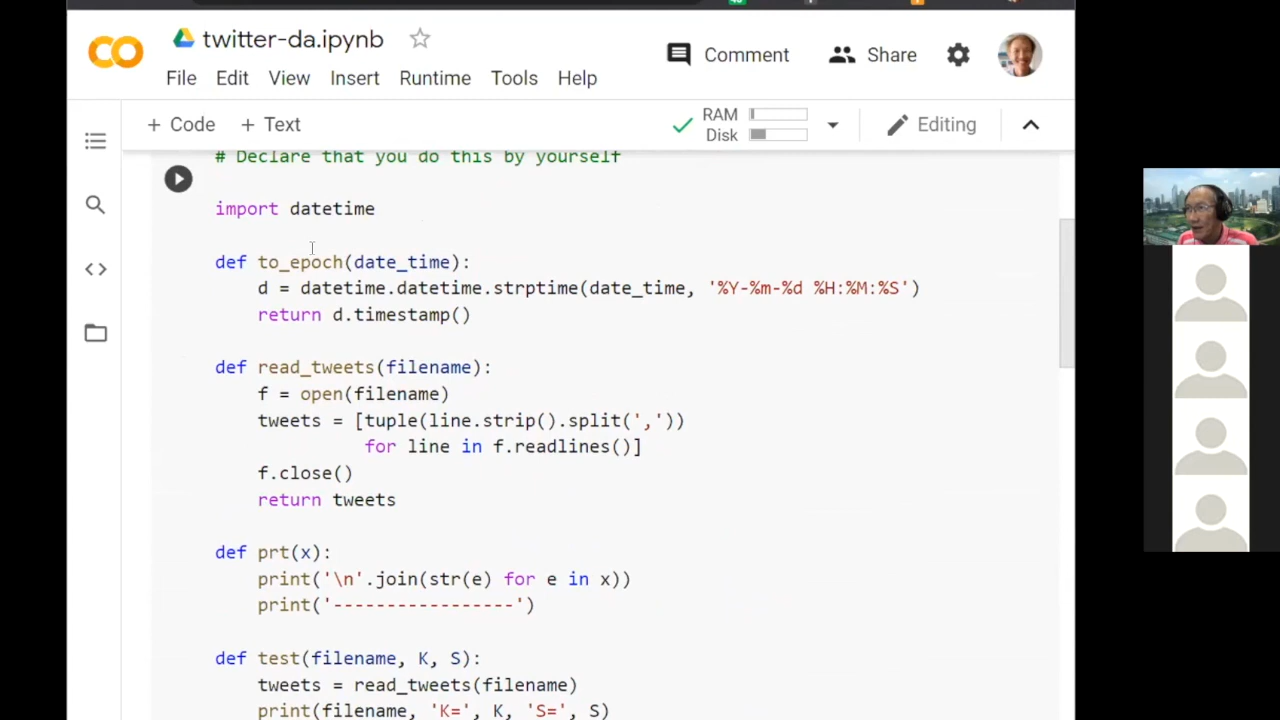 CO
twitter-da.ipynb
Comment
Share
File Edit View Insert Runtime Tools Help
+ Code + Text
RAM
Disk
Editing
# Declare that you do this by yourself
import datetime
def to_epoch(date_time):
    d = datetime.datetime.strptime(date_time, '%Y-%m-%d %H:%M:%S')
    return d.timestamp()
def read_tweets(filename):
    f = open(filename)
    tweets = [tuple(line.strip().split(','))
              for line in f.readlines()]
    f.close()
    return tweets
def prt(x):
    print('\n'.join(str(e) for e in x))
    print('-----------------')
def test(filename, K, S):
    tweets = read_tweets(filename)
    print(filename, 'K=', K, 'S=', S)